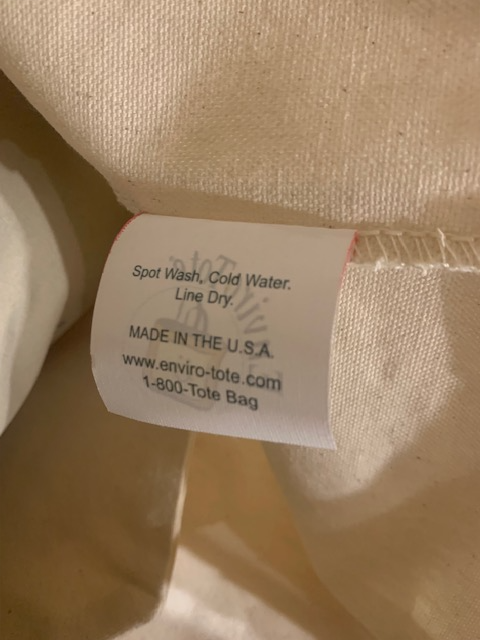 Spot Wash, Cold Water.
Line Dry.
MADE IN THE U.S.A.
www.enviro-tote.com
1-800-Tote Bag